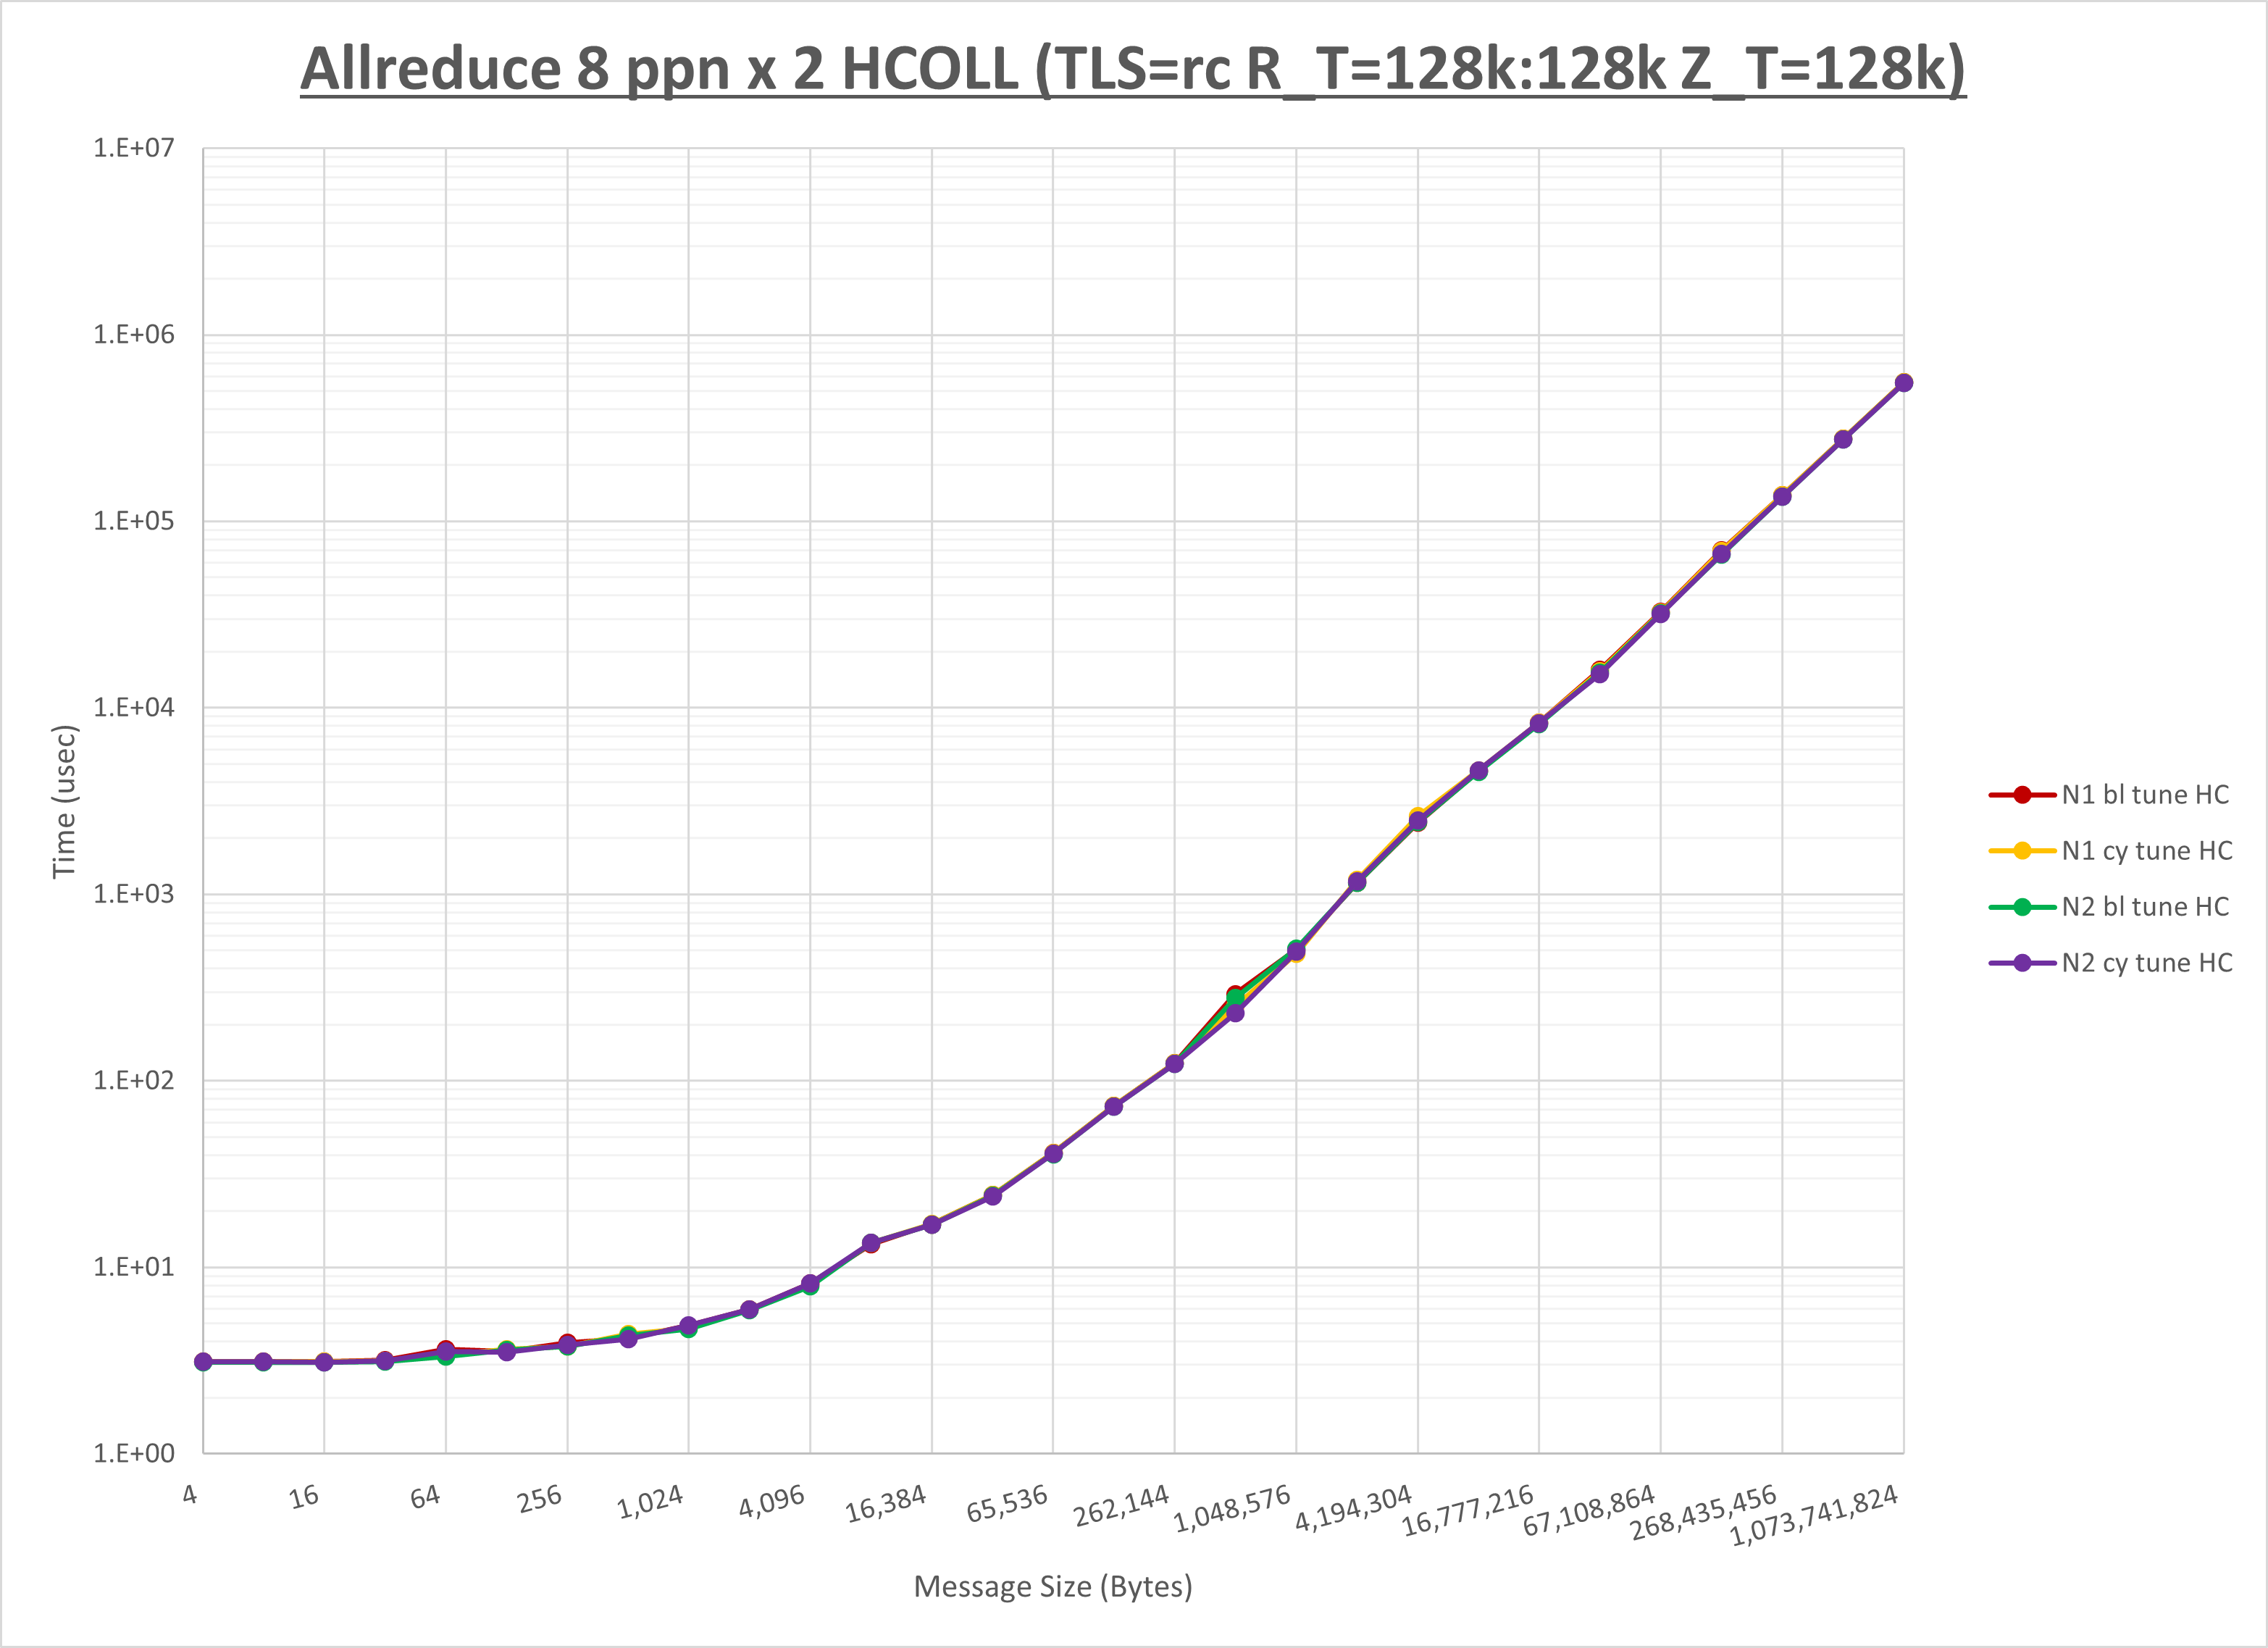 Allreduce 8 ppn x 2 HCOLL (TLS=rc R_T=128k:128k Z_T=128k)
1.E+07
1.E+06
1.E+05
1.E+04
1.E+03
1.E+02
1.E+01
1.E+00
Time (usec)
4
16
64
256
1,024
4,096
16,384
65,536
262,144
1,048,576
4,194,304
16,777,216
67,108,864
268,435,456
1,073,741,824
Message Size (Bytes)
N1 bl tune HC
N1 cy tune HC
N2 bl tune HC
N2 cy tune HC